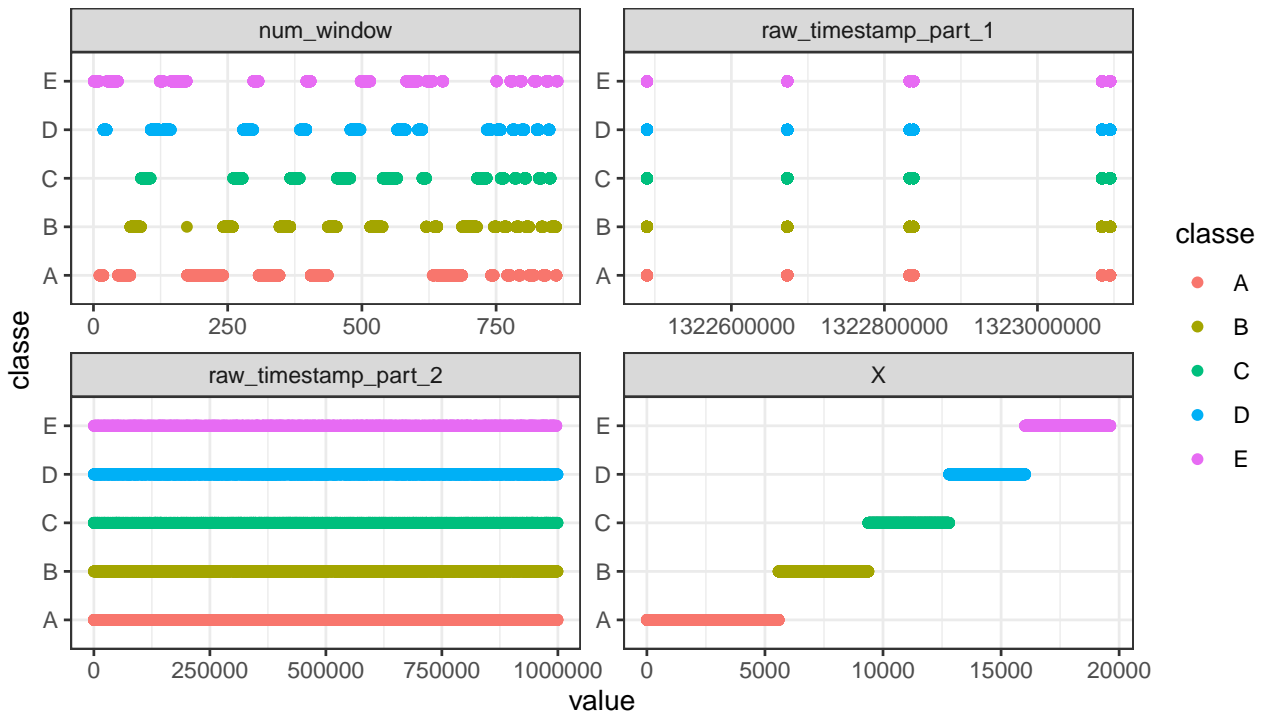 num_window
raw_timestamp_part_1
E
D
C
B
A
0 250 500 750
1322600000 1322800000 1323000000
raw_timestamp_part_2
X
E
D
C
B
A
E
D
C
B
A
0 250000 500000 750000 1000000
0 5000 10000 15000 20000
value
classe
classe
A
B
C
D
E